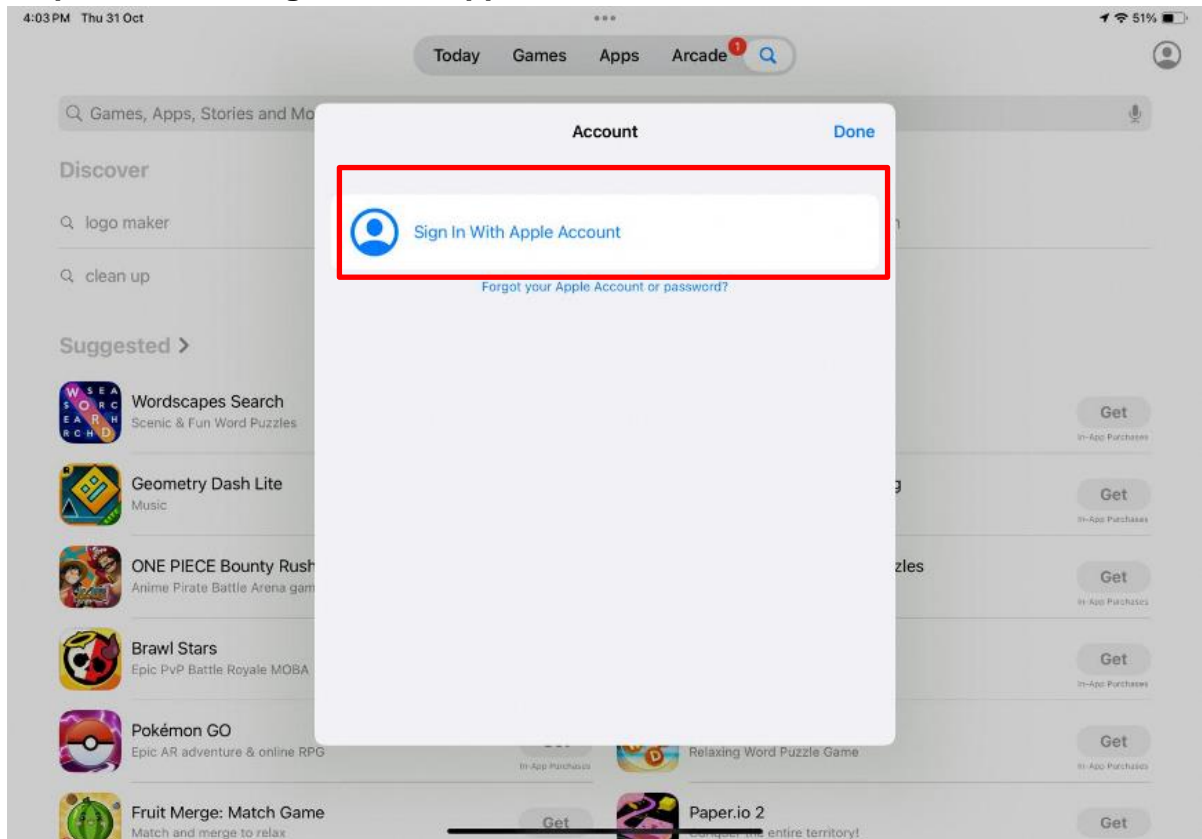 4:03 PM Thu 31 Oct
51%
Today Games Apps Arcade 1
Games, Apps, Stories and Mo
Account Done
Discover
logo maker
Sign In With Apple Account
clean up
Forgot your Apple Account or password?
Suggested >
Wordscapes Search
Scenic & Fun Word Puzzles
Get
In-App Purchases
Geometry Dash Lite
Music
Get
In-App Purchases
ONE PIECE Bounty Rush
Anime Pirate Battle Arena gam
zles
Get
In-App Purchases
Brawl Stars
Epic PvP Battle Royale MOBA
Get
In-App Purchases
Pokémon GO
Epic AR adventure & online RPG
In-App Purchases
Relaxing Word Puzzle Game
Get
In-App Purchases
Fruit Merge: Match Game
Match and merge to relax
Get
Paper.io 2
entire territory!
Get